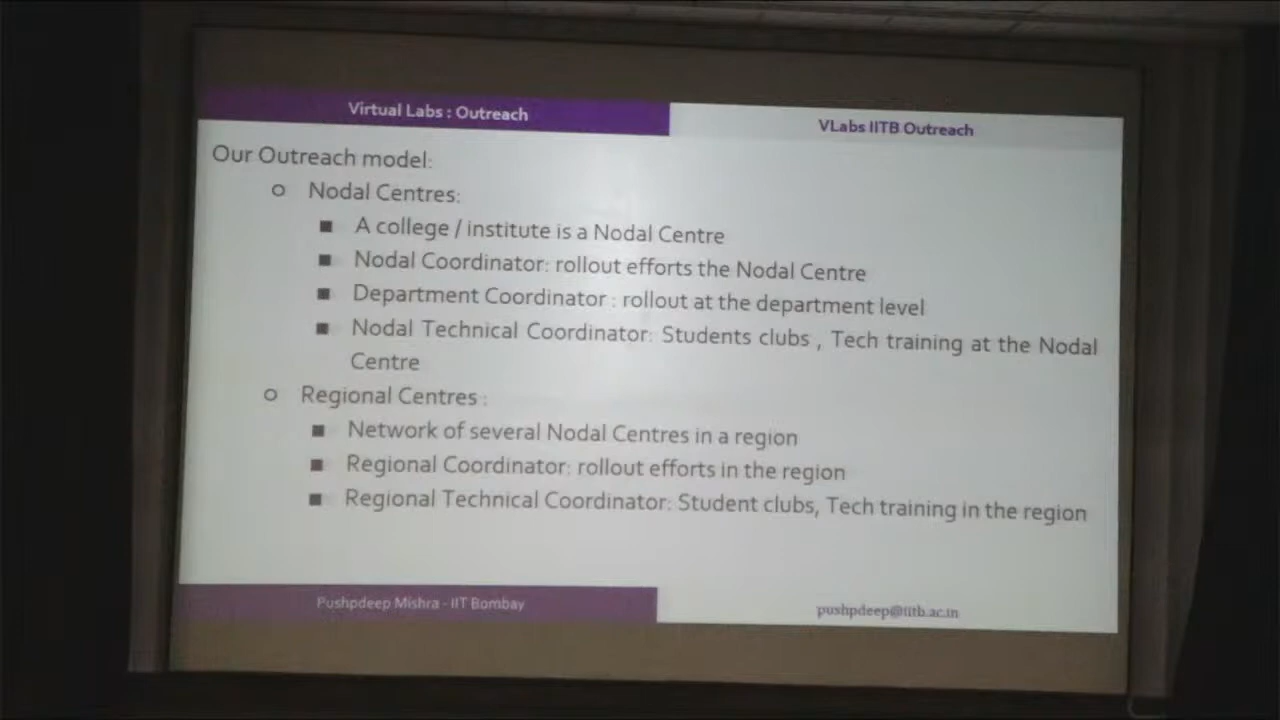 Virtual Labs : Outreach
VLabs IITB Outreach
Our Outreach model:
Nodal Centres:
A college / institute is a Nodal Centre
Nodal Coordinator: rollout efforts the Nodal Centre
Department Coordinator : rollout at the department level
Nodal Technical Coordinator: Students clubs , Tech training at the Nodal
Centre
Regional Centres :
Network of several Nodal Centres in a region
Regional Coordinator: rollout efforts in the region
Regional Technical Coordinator: Student clubs, Tech training in the region
Pushpdeep Mishra - IIT Bombay
pushpdeep@iitb.ac.in